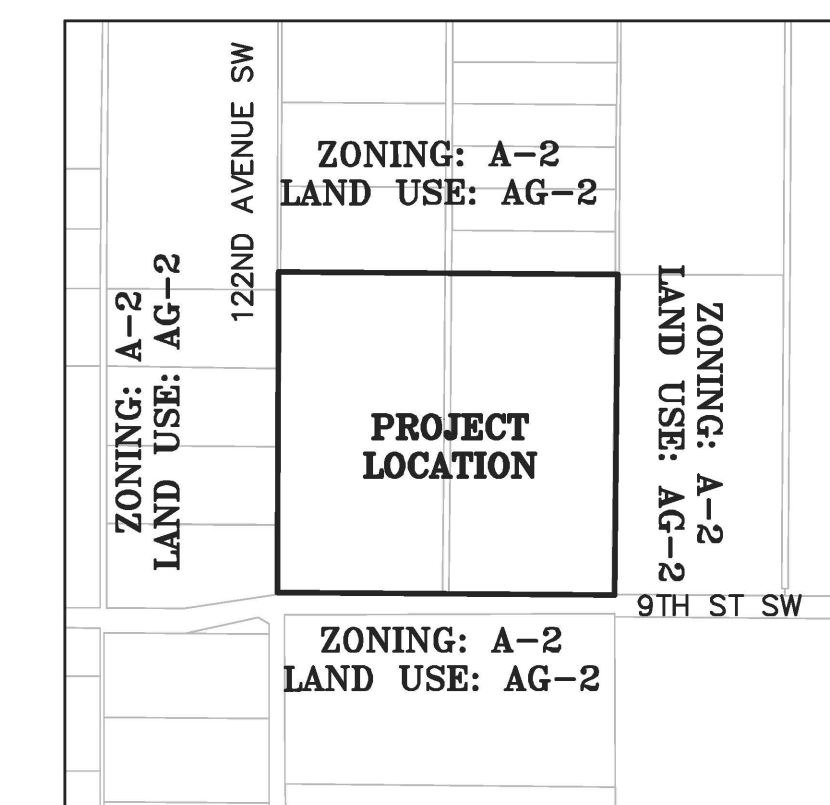 122ND AVENUE SW
ZONING: A-2
LAND USE: AG-2
ZONING: A-2
LAND USE: AG-2
PROJECT
LOCATION
ZONING: A-2
LAND USE: AG-2
9TH ST SW
ZONING: A-2
LAND USE: AG-2